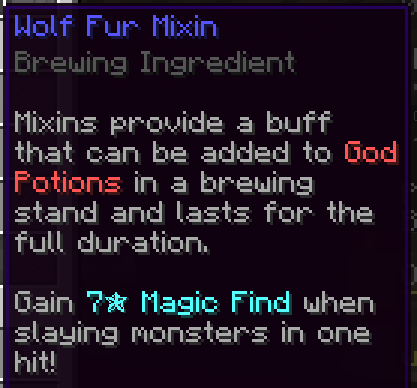 Wolf Fur Mixin
Brewing Ingredient
Mixins provide a buff
that can be added to God
Potions in a brewing
stand and lasts for the
full duration.
Gain 7✯ Magic Find when
slaying monsters in one
hit!